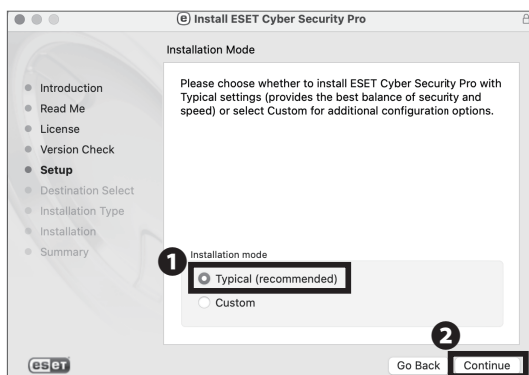 e Install ESET Cyber Security Pro
Installation Mode
Introduction
Read Me
License
Version Check
Setup
Destination Select
Installation Type
Installation
Summary
Please choose whether to install ESET Cyber Security Pro with
Typical settings (provides the best balance of security and
speed) or select Custom for additional configuration options.
1
Installation mode
Typical (recommended)
Custom
2
eset
Go Back
Continue